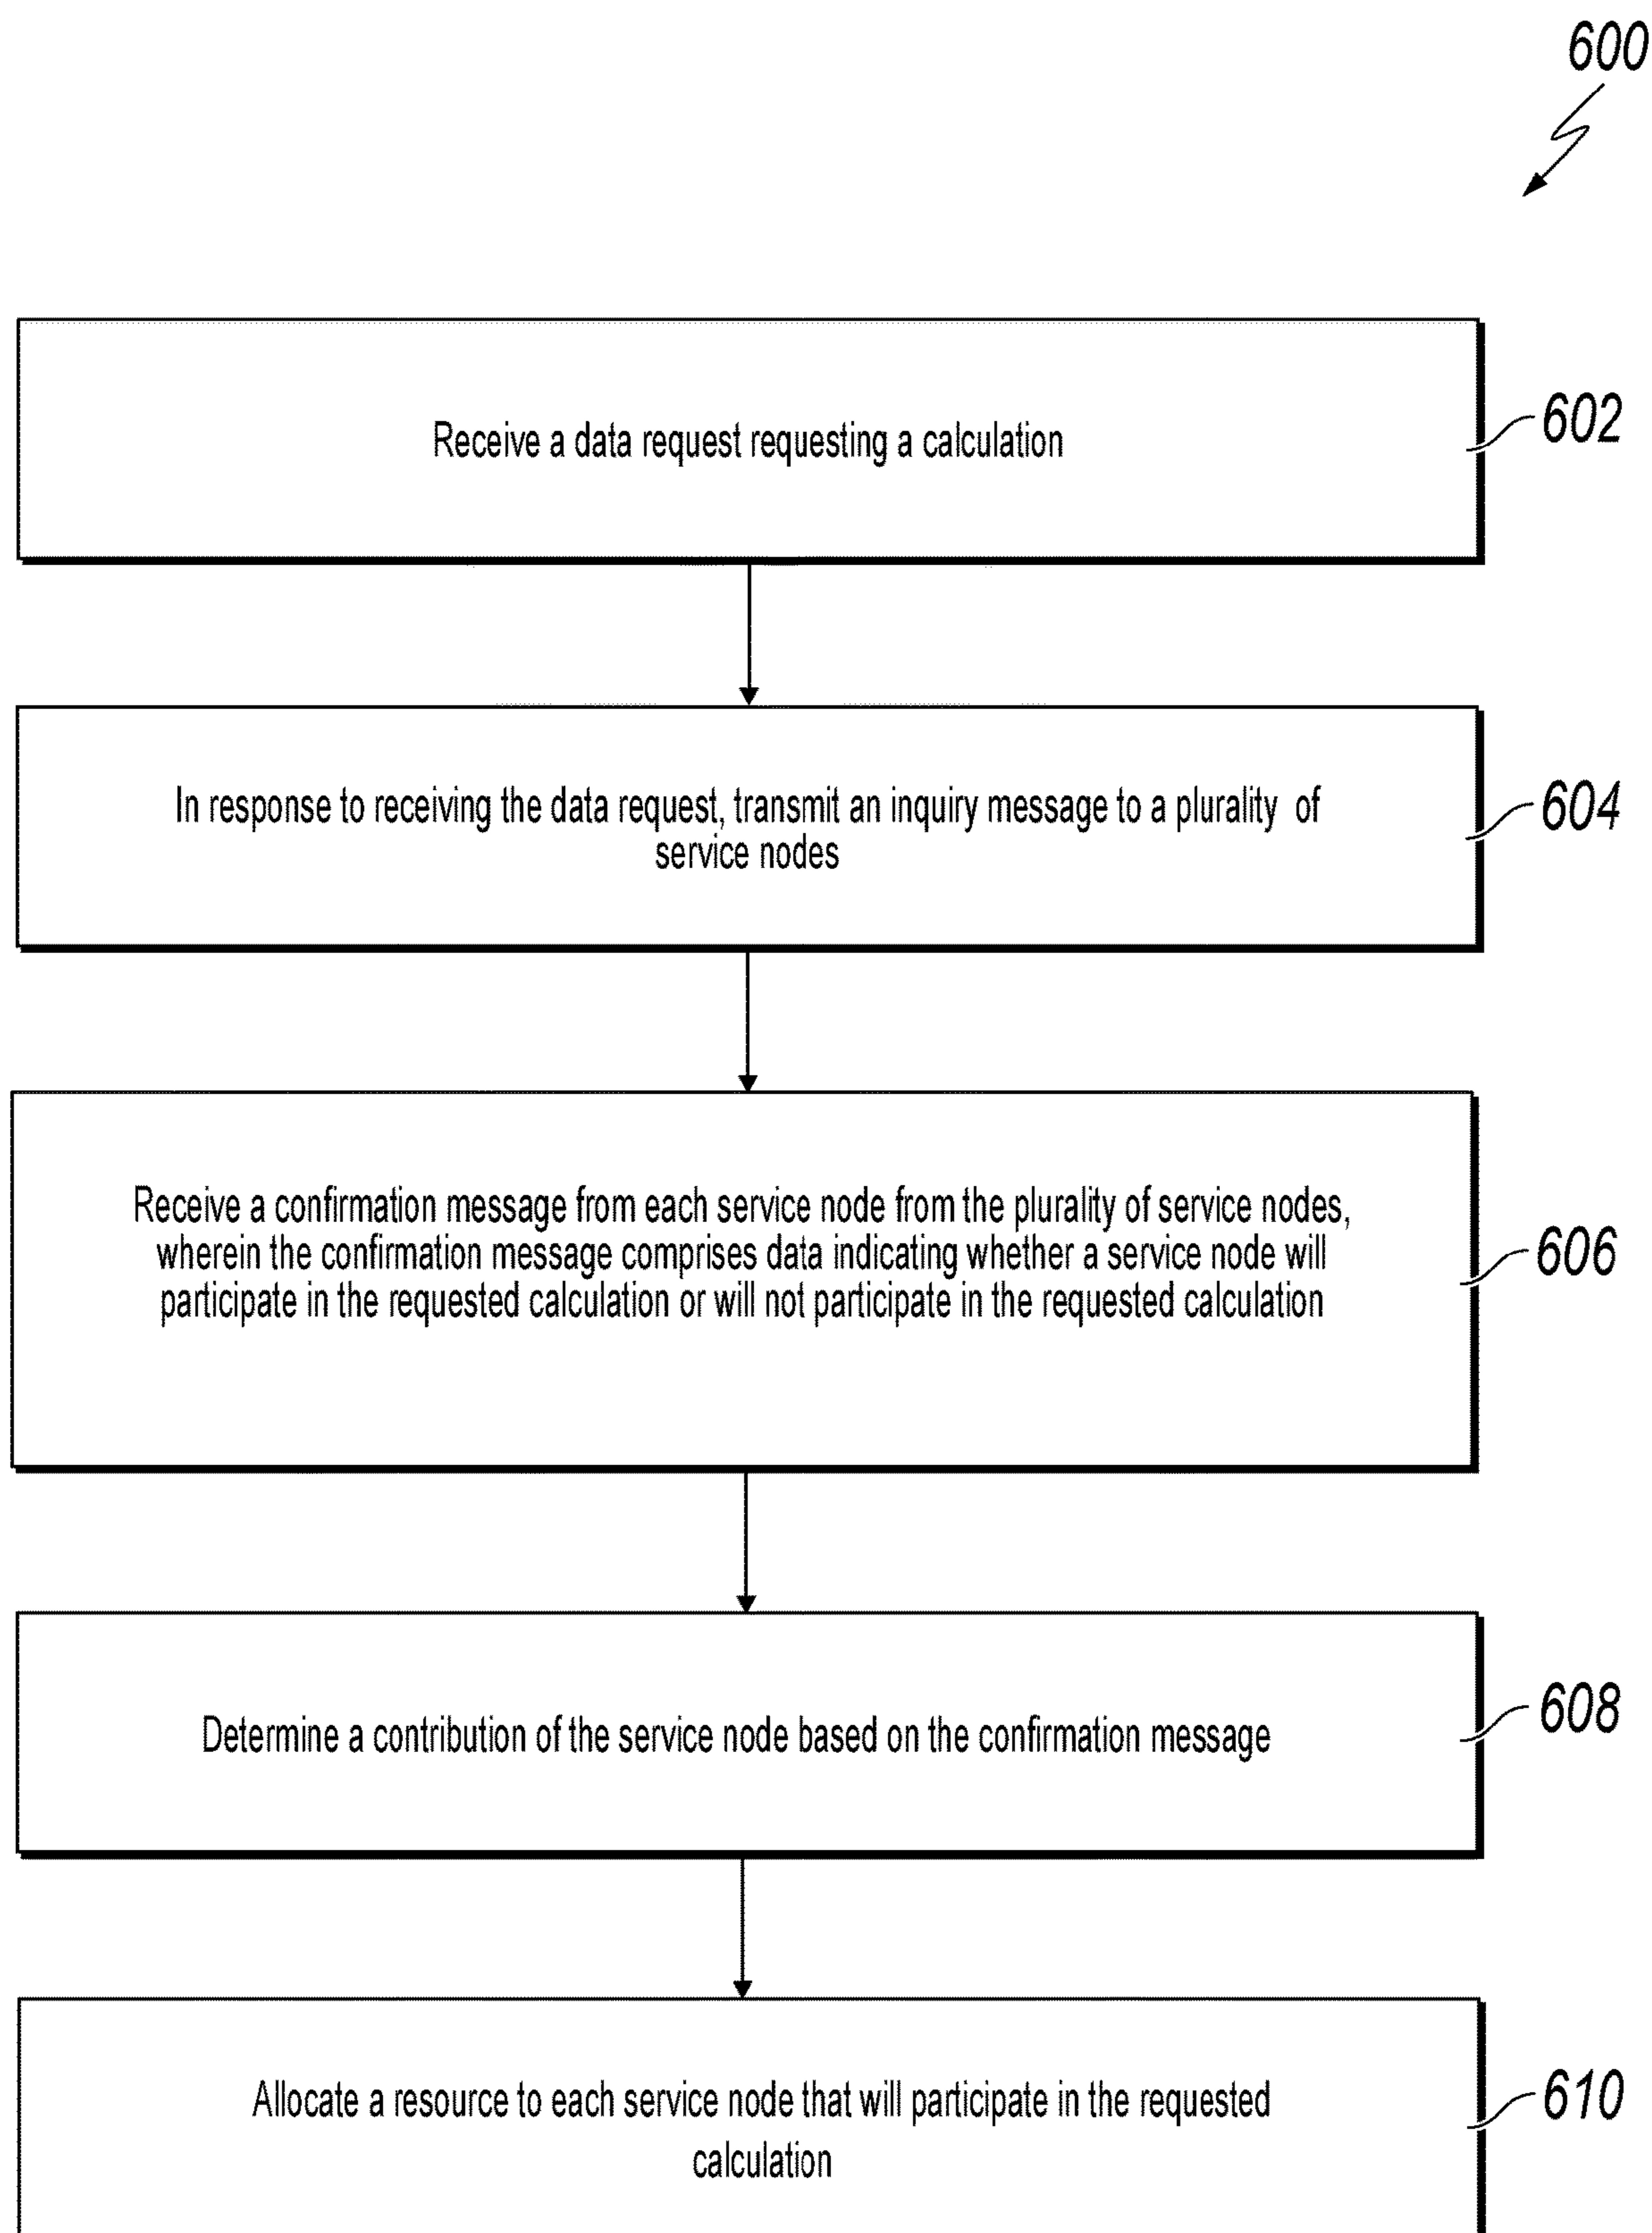 600
Receive a data request requesting a calculation
602
In response to receiving the data request, transmit an inquiry message to a plurality of
service nodes
604
Receive a confirmation message from each service node from the plurality of service nodes,
wherein the confirmation message comprises data indicating whether a service node will
participate in the requested calculation or will not participate in the requested calculation
606
Determine a contribution of the service node based on the confirmation message
608
Allocate a resource to each service node that will participate in the requested
calculation
610